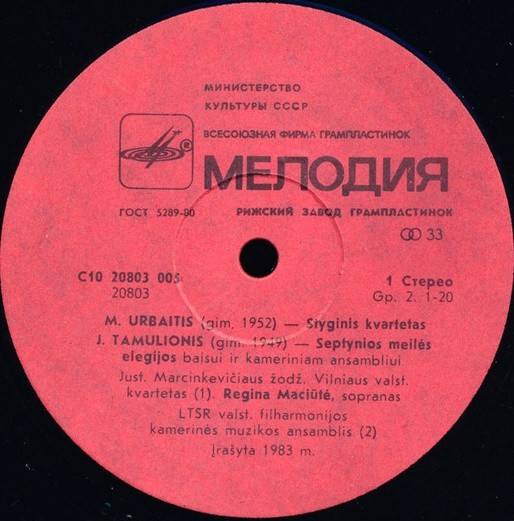 МИНИСТЕРСТВО
КУЛЬТУРЫ СССР
ВСЕСОЮЗНАЯ ФИРМА ГРАМПЛАСТИНОК
®
МЕЛОДИЯ
ГОСТ 5289-80 РИЖСКИЙ ЗАВОД ГРАМПЛАСТИНОК
33
С10 20803 005 1 Стерео
20803 Gp. 2. 1-20
M. URBAITIS (gim. 1952) — Styginis kvartetas
J. TAMULIONIS (gim. 1949) — Septynios meilės
elegijos balsui ir kameriniam ansambliui
Just. Marcinkevičiaus žodž. Vilniaus valst.
kvartetas (1). Regina Maciūtė, sopranas
LTSR valst. filharmonijos
kamerinės muzikos ansamblis (2)
Įrašyta 1983 m.